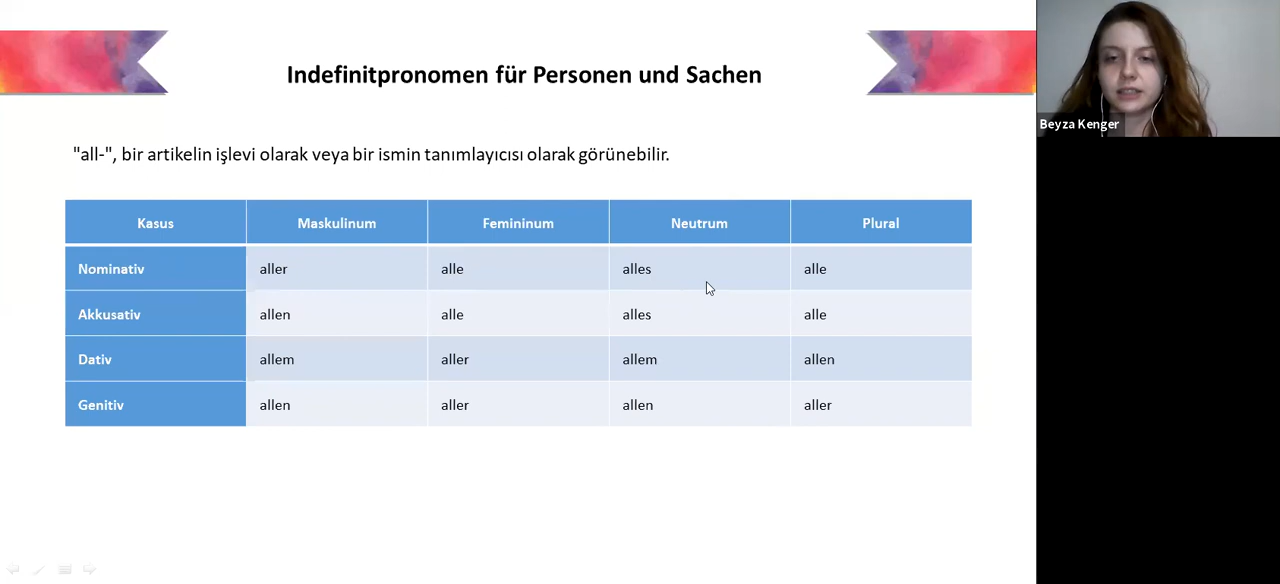 Indefinitpronomen für Personen und Sachen
Beyza Kenger
"all-", bir artikelin işlevi olarak veya bir ismin tanımlayıcısı olarak görünebilir.
Kasus Maskulinum Femininum Neutrum Plural
Nominativ aller alle alles alle
Akkusativ allen alle alles alle
Dativ allem aller allem allen
Genitiv allen aller allen aller